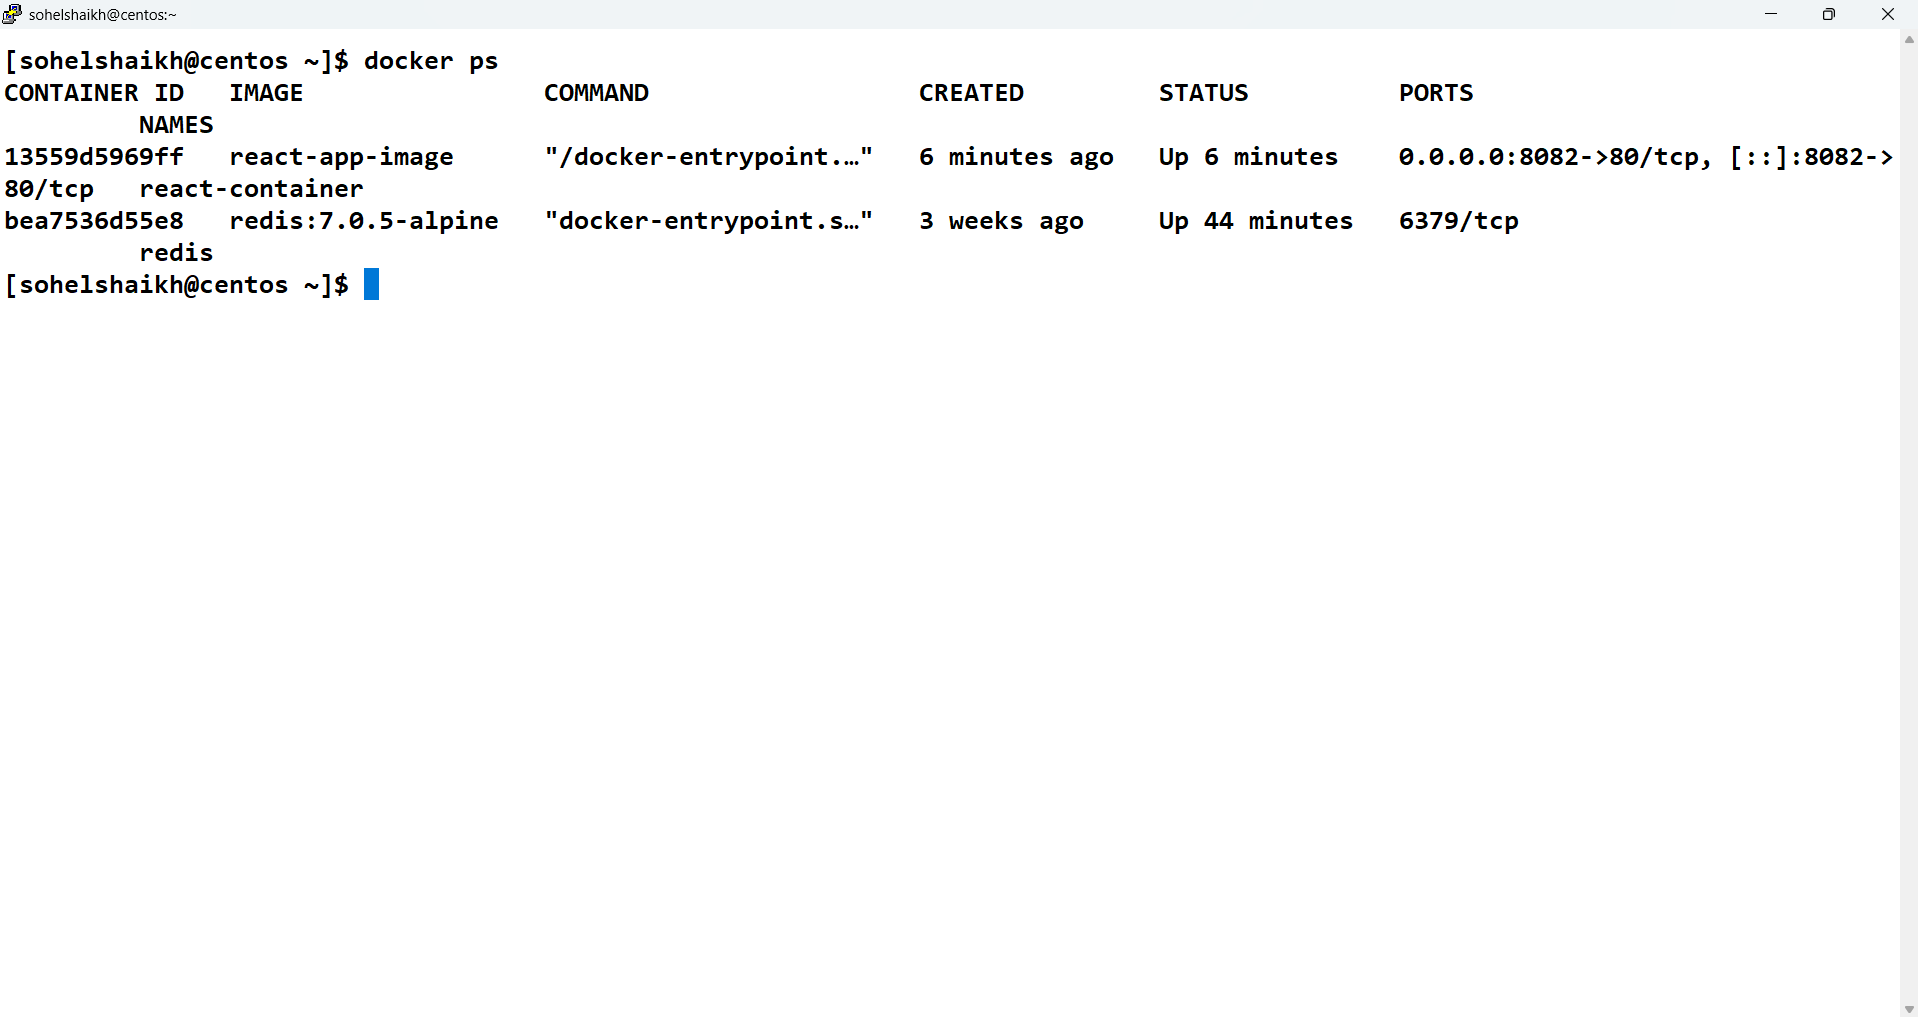 sohelshaikh@centos:~
[sohelshaikh@centos ~]$ docker ps
CONTAINER ID   IMAGE                COMMAND                  CREATED         STATUS          PORTS
         NAMES
13559d5969ff   react-app-image      "/docker-entrypoint.…"   6 minutes ago   Up 6 minutes    0.0.0.0:8082->80/tcp, [::]:8082->
80/tcp   react-container
bea7536d55e8   redis:7.0.5-alpine   "docker-entrypoint.s…"   3 weeks ago     Up 44 minutes   6379/tcp
         redis
[sohelshaikh@centos ~]$